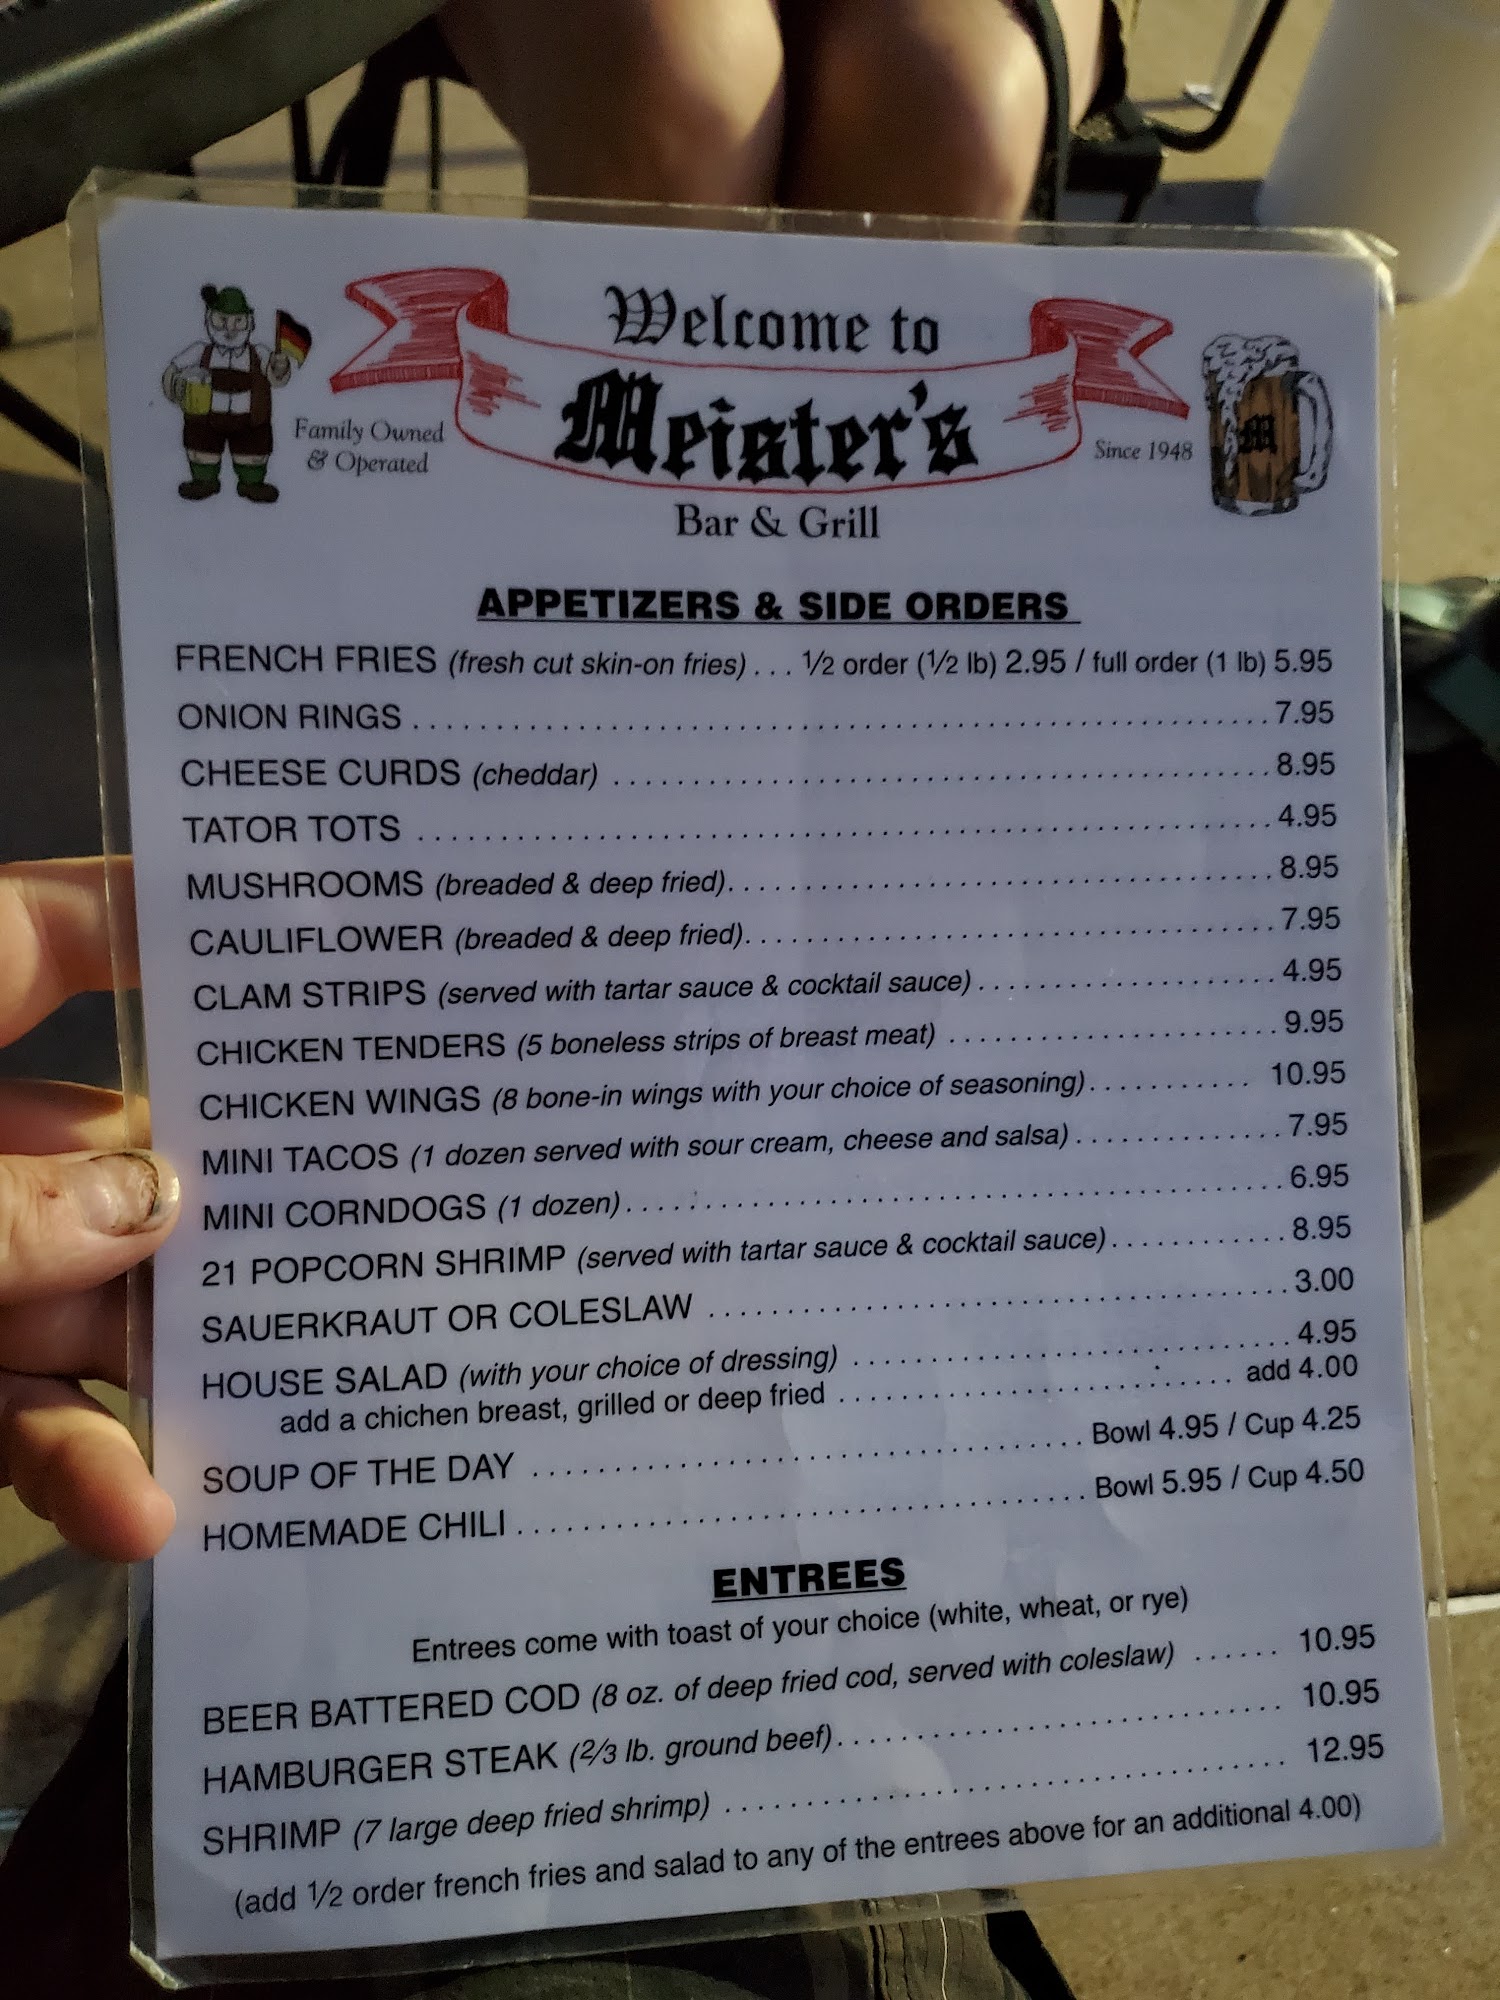 Welcome to
Meister's
Family Owned
& Operated
Since 1948
M
Bar & Grill
APPETIZERS & SIDE ORDERS
FRENCH FRIES (fresh cut skin-on fries) . . . ½ order (½ lb) 2.95 / full order (1 lb) 5.95
ONION RINGS . . . . . . . . . . . . . . . . . . . . 7.95
CHEESE CURDS (cheddar) . . . . . . . . . . . . . . . . . . . . 8.95
TATOR TOTS . . . . . . . . . . . . . . . . . . . . 4.95
MUSHROOMS (breaded & deep fried). . . . . . . . . . . . . . . . . . . . 8.95
CAULIFLOWER (breaded & deep fried). . . . . . . . . . . . . . . . . . . . 7.95
CLAM STRIPS (served with tartar sauce & cocktail sauce) . . . . . . . . . . . . . . . . . . . . 4.95
CHICKEN TENDERS (5 boneless strips of breast meat) . . . . . . . . . . . . . . . . . . . . 9.95
CHICKEN WINGS (8 bone-in wings with your choice of seasoning). . . . . . . . . . . . 10.95
MINI TACOS (1 dozen served with sour cream, cheese and salsa) . . . . . . . . . . . . . . 7.95
MINI CORNDOGS (1 dozen) . . . . . . . . . . . . . . . . . . . . 6.95
21 POPCORN SHRIMP (served with tartar sauce & cocktail sauce) . . . . . . . . . . . . 8.95
SAUERKRAUT OR COLESLAW . . . . . . . . . . . . . . . . . . . . 3.00
HOUSE SALAD (with your choice of dressing) . . . . . . . . . . . . . . . . . . . . 4.95
add a chichen breast, grilled or deep fried . . . . . . . . . . . . . . . . . . . . add 4.00
SOUP OF THE DAY . . . . . . . . . . . . . . . . . . . . Bowl 4.95 / Cup 4.25
HOMEMADE CHILI . . . . . . . . . . . . . . . . . . . . Bowl 5.95 / Cup 4.50
ENTREES
Entrees come with toast of your choice (white, wheat, or rye)
BEER BATTERED COD (8 oz. of deep fried cod, served with coleslaw) . . . . . . 10.95
HAMBURGER STEAK (2/3 lb. ground beef). . . . . . . . . . . . . . . . . . . . 10.95
SHRIMP (7 large deep fried shrimp) . . . . . . . . . . . . . . . . . . . . 12.95
(add ½ order french fries and salad to any of the entrees above for an additional 4.00)